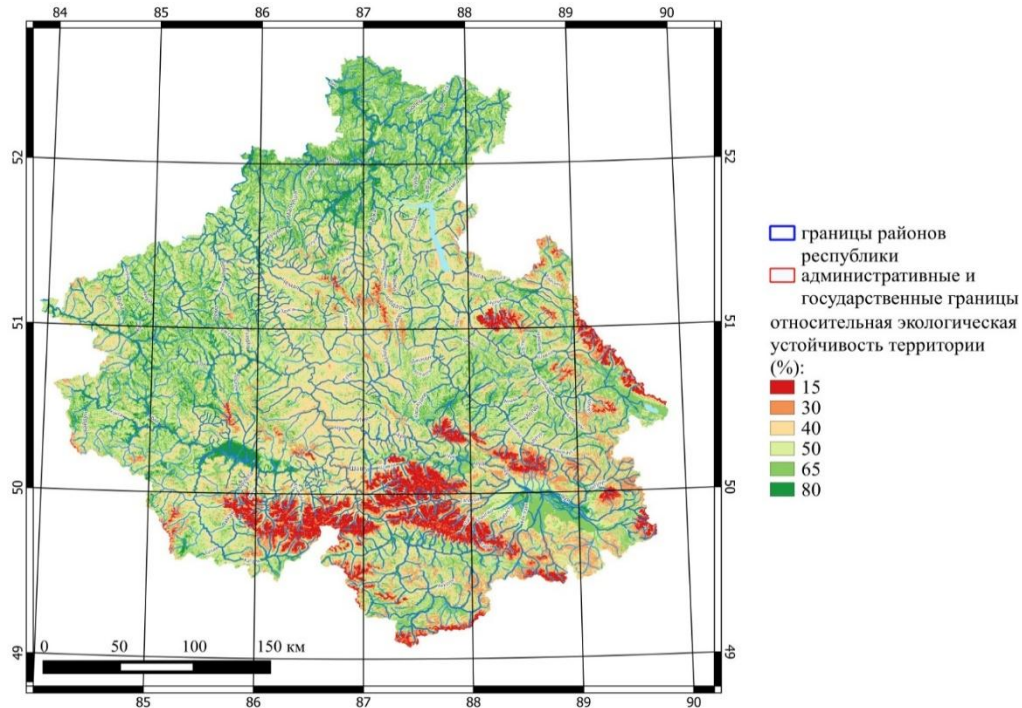 84 85 86 87 88 89 90
52 52
51 51
50 50
49 49
0 50 100 150 км
85 86 87 88 89 90
границы районов
республики
административные и
государственные границы
относительная экологическая
устойчивость территории
(%):
15
30
40
50
65
80